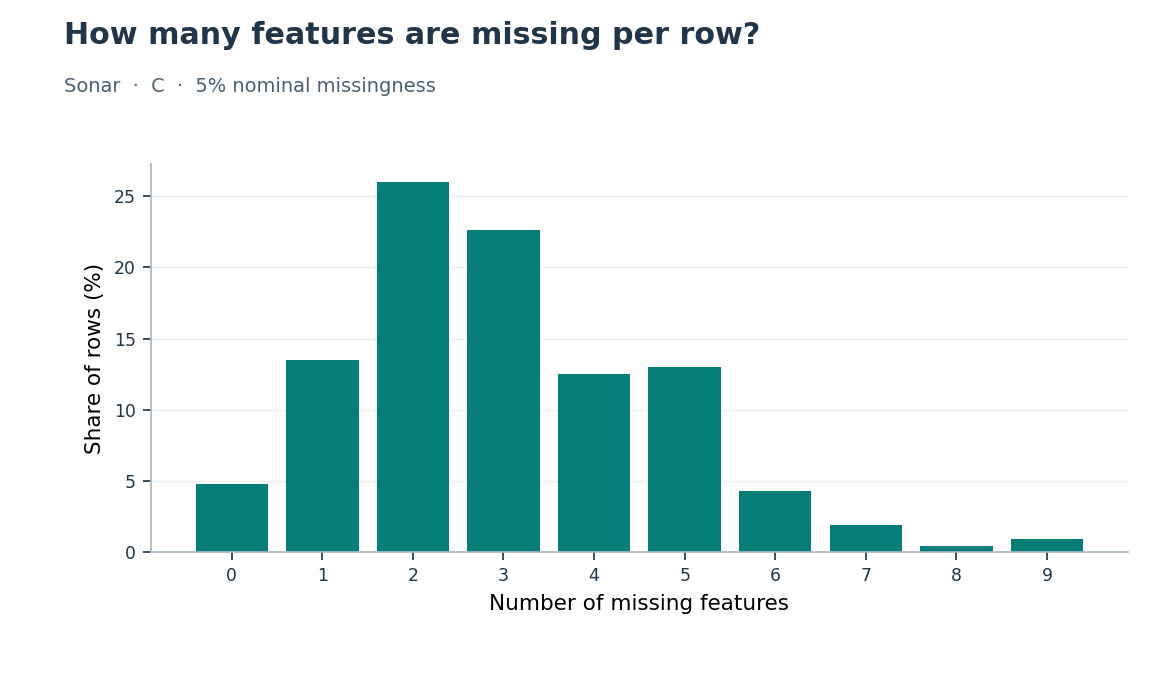 How many features are missing per row?
Sonar · C · 5% nominal missingness
Share of rows (%)
25
20
15
10
5
0
0 1 2 3 4 5 6 7 8 9
Number of missing features